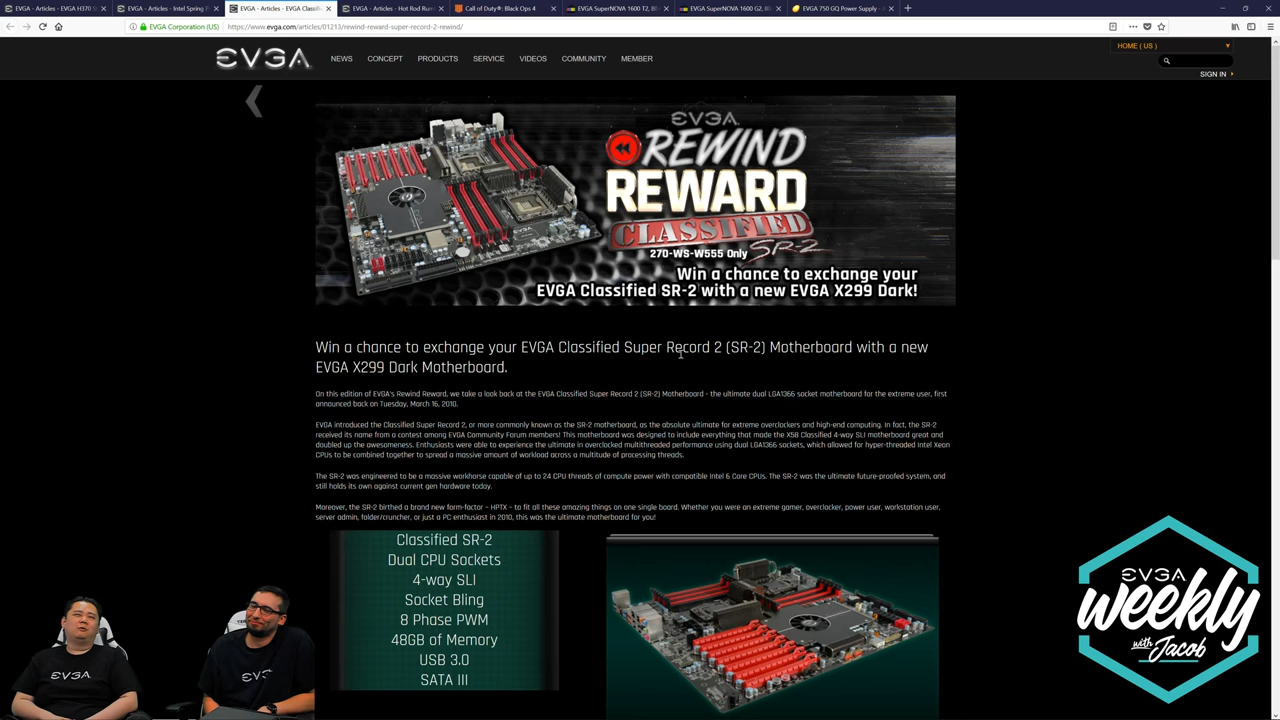 EVGA - Articles - EVGA H370 St
EVGA - Articles - Intel Spring F
EVGA - Articles - EVGA Classifi
EVGA - Articles - Hot Rod Run
Call of Duty®: Black Ops 4
EVGA SuperNOVA 1600 T2
EVGA SuperNOVA 1600 G2
EVGA 750 GQ Power Supply
EVGA Corporation (US)
https://www.evga.com/articles/01213/rewind-reward-super-record-2-rewind/
EVGA
NEWS CONCEPT PRODUCTS SERVICE VIDEOS COMMUNITY MEMBER
HOME ( US )
SIGN IN
EVGA
REWIND
REWARD
CLASSIFIED
SR-2
270-WS-W555 Only
Win a chance to exchange your
EVGA Classified SR-2 with a new EVGA X299 Dark!
Win a chance to exchange your EVGA Classified Super Record 2 (SR-2) Motherboard with a new
EVGA X299 Dark Motherboard.
On this edition of EVGA's Rewind Reward, we take a look back at the EVGA Classified Super Record 2 (SR-2) Motherboard - the ultimate dual LGA1366 socket motherboard for the extreme user, first
announced back on Tuesday, March 16, 2010.
EVGA introduced the Classified Super Record 2, or more commonly known as the SR-2 motherboard, as the absolute ultimate for extreme overclockers and high-end computing. In fact, the SR-2
received its name from a contest among EVGA Community Forum members! This motherboard was designed to include everything that made the X58 Classified 4-way SLI motherboard great and
doubled up the awesomeness. Enthusiasts were able to experience the ultimate in overclocked multithreaded performance using dual LGA1366 sockets, which allowed for hyper-threaded Intel Xeon
CPUs to be combined together to spread a massive amount of workload across a multitude of processing threads.
The SR-2 was engineered to be a massive workhorse capable of up to 24 CPU threads of compute power with compatible Intel 6 Core CPUs. The SR-2 was the ultimate future-proofed system, and
still holds its own against current gen hardware today.
Moreover, the SR-2 birthed a brand new form-factor – HPTX – to fit all these amazing things on one single board. Whether you were an extreme gamer, overclocker, power user, workstation user,
server admin, folder/cruncher, or just a PC enthusiast in 2010, this was the ultimate motherboard for you!
Classified SR-2
Dual CPU Sockets
4-way SLI
Socket Bling
8 Phase PWM
48GB of Memory
USB 3.0
SATA III
EVGA
EVGA
EVGA
weekly
with Jacob